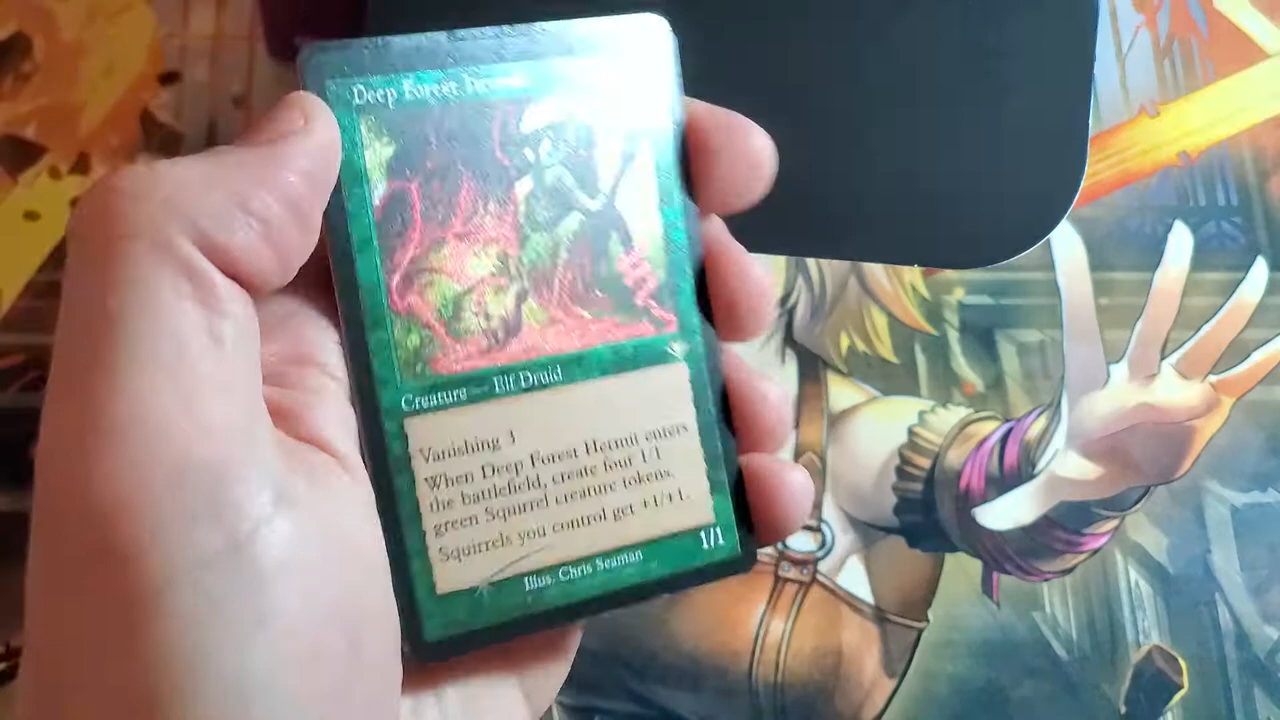 Deep Forest
Creature — Elf Druid
Vanishing 3
When Deep Forest Hermit enters
the battlefield, create four 1/1
green Squirrel creature tokens.
Squirrels you control get +1/+1.
1/1
Illus. Chris Seaman